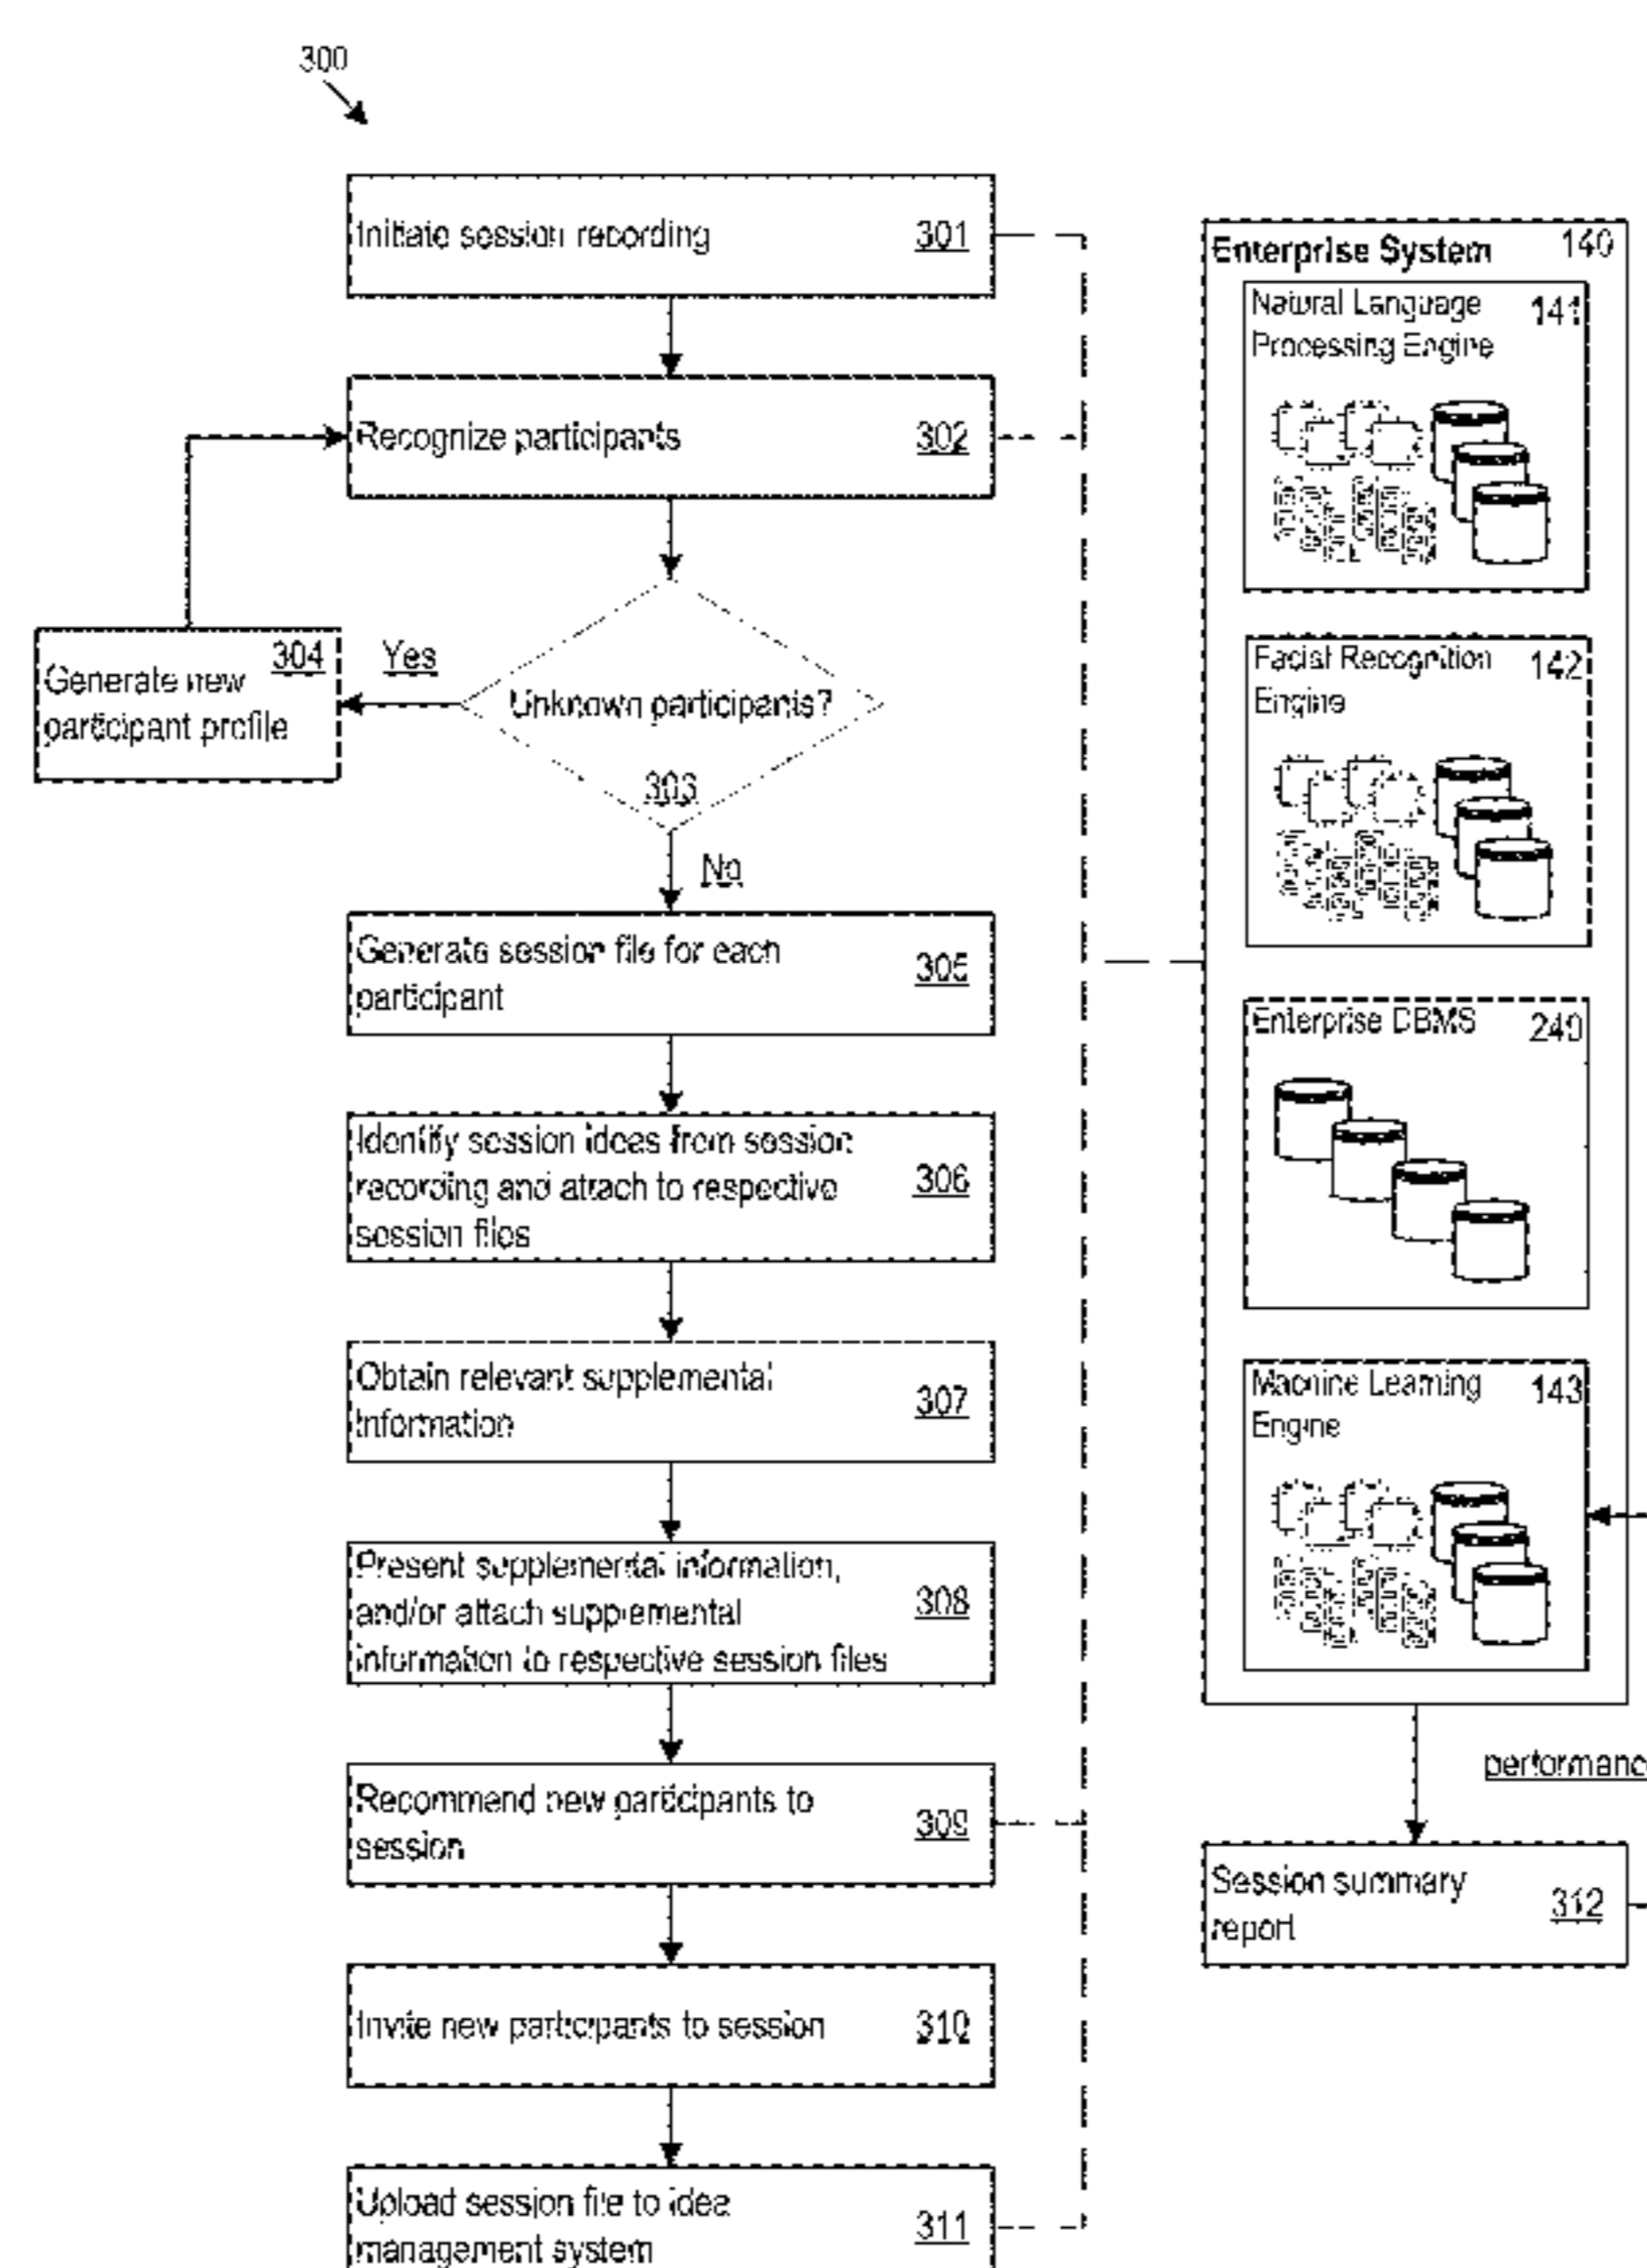 300
Initiate session recording 301
Recognize participants 302
Unknown participants?
303
Yes
304
Generate new
participant profile
No
Generate session file for each
participant
305
Identify session ideas from session
recording and attach to respective
session files
306
Obtain relevant supplemental
information
307
Present supplemental information,
and/or attach supplemental
information to respective session files
308
Recommend new participants to
session
309
Invite new participants to session 310
Upload session file to idea
management system
311
Enterprise System 140
Natural Language 141
Processing Engine
Facial Recognition 142
Engine
Enterprise DBMS 240
Machine Learning 143
Engine
Session summary
report
312